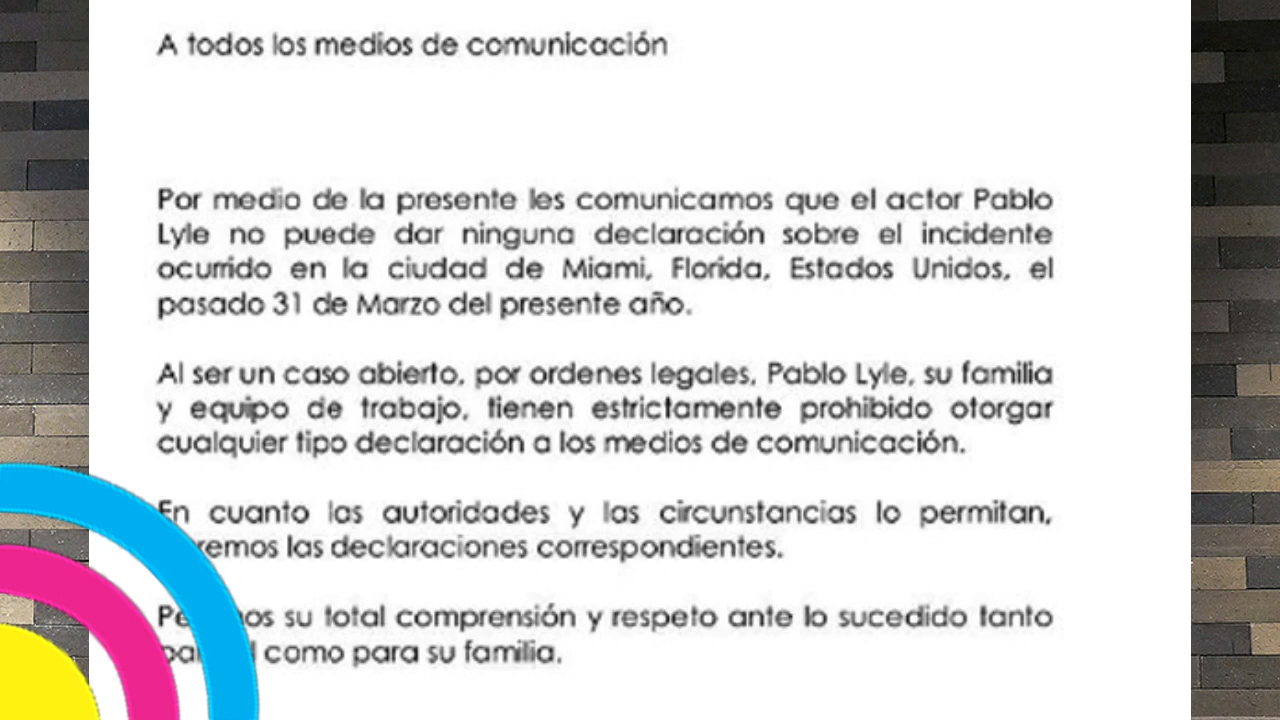 A todos los medios de comunicación
Por medio de la presente les comunicamos que el actor Pablo
Lyle no puede dar ninguna declaración sobre el incidente
ocurrido en la ciudad de Miami, Florida, Estados Unidos, el
pasado 31 de Marzo del presente año.
Al ser un caso abierto, por ordenes legales, Pablo Lyle, su familia
y equipo de trabajo, tienen estrictamente prohibido otorgar
cualquier tipo declaración a los medios de comunicación.
En cuanto las autoridades y las circunstancias lo permitan,
las declaraciones correspondientes.
su total comprensión y respeto ante lo sucedido tanto
como para su familia.